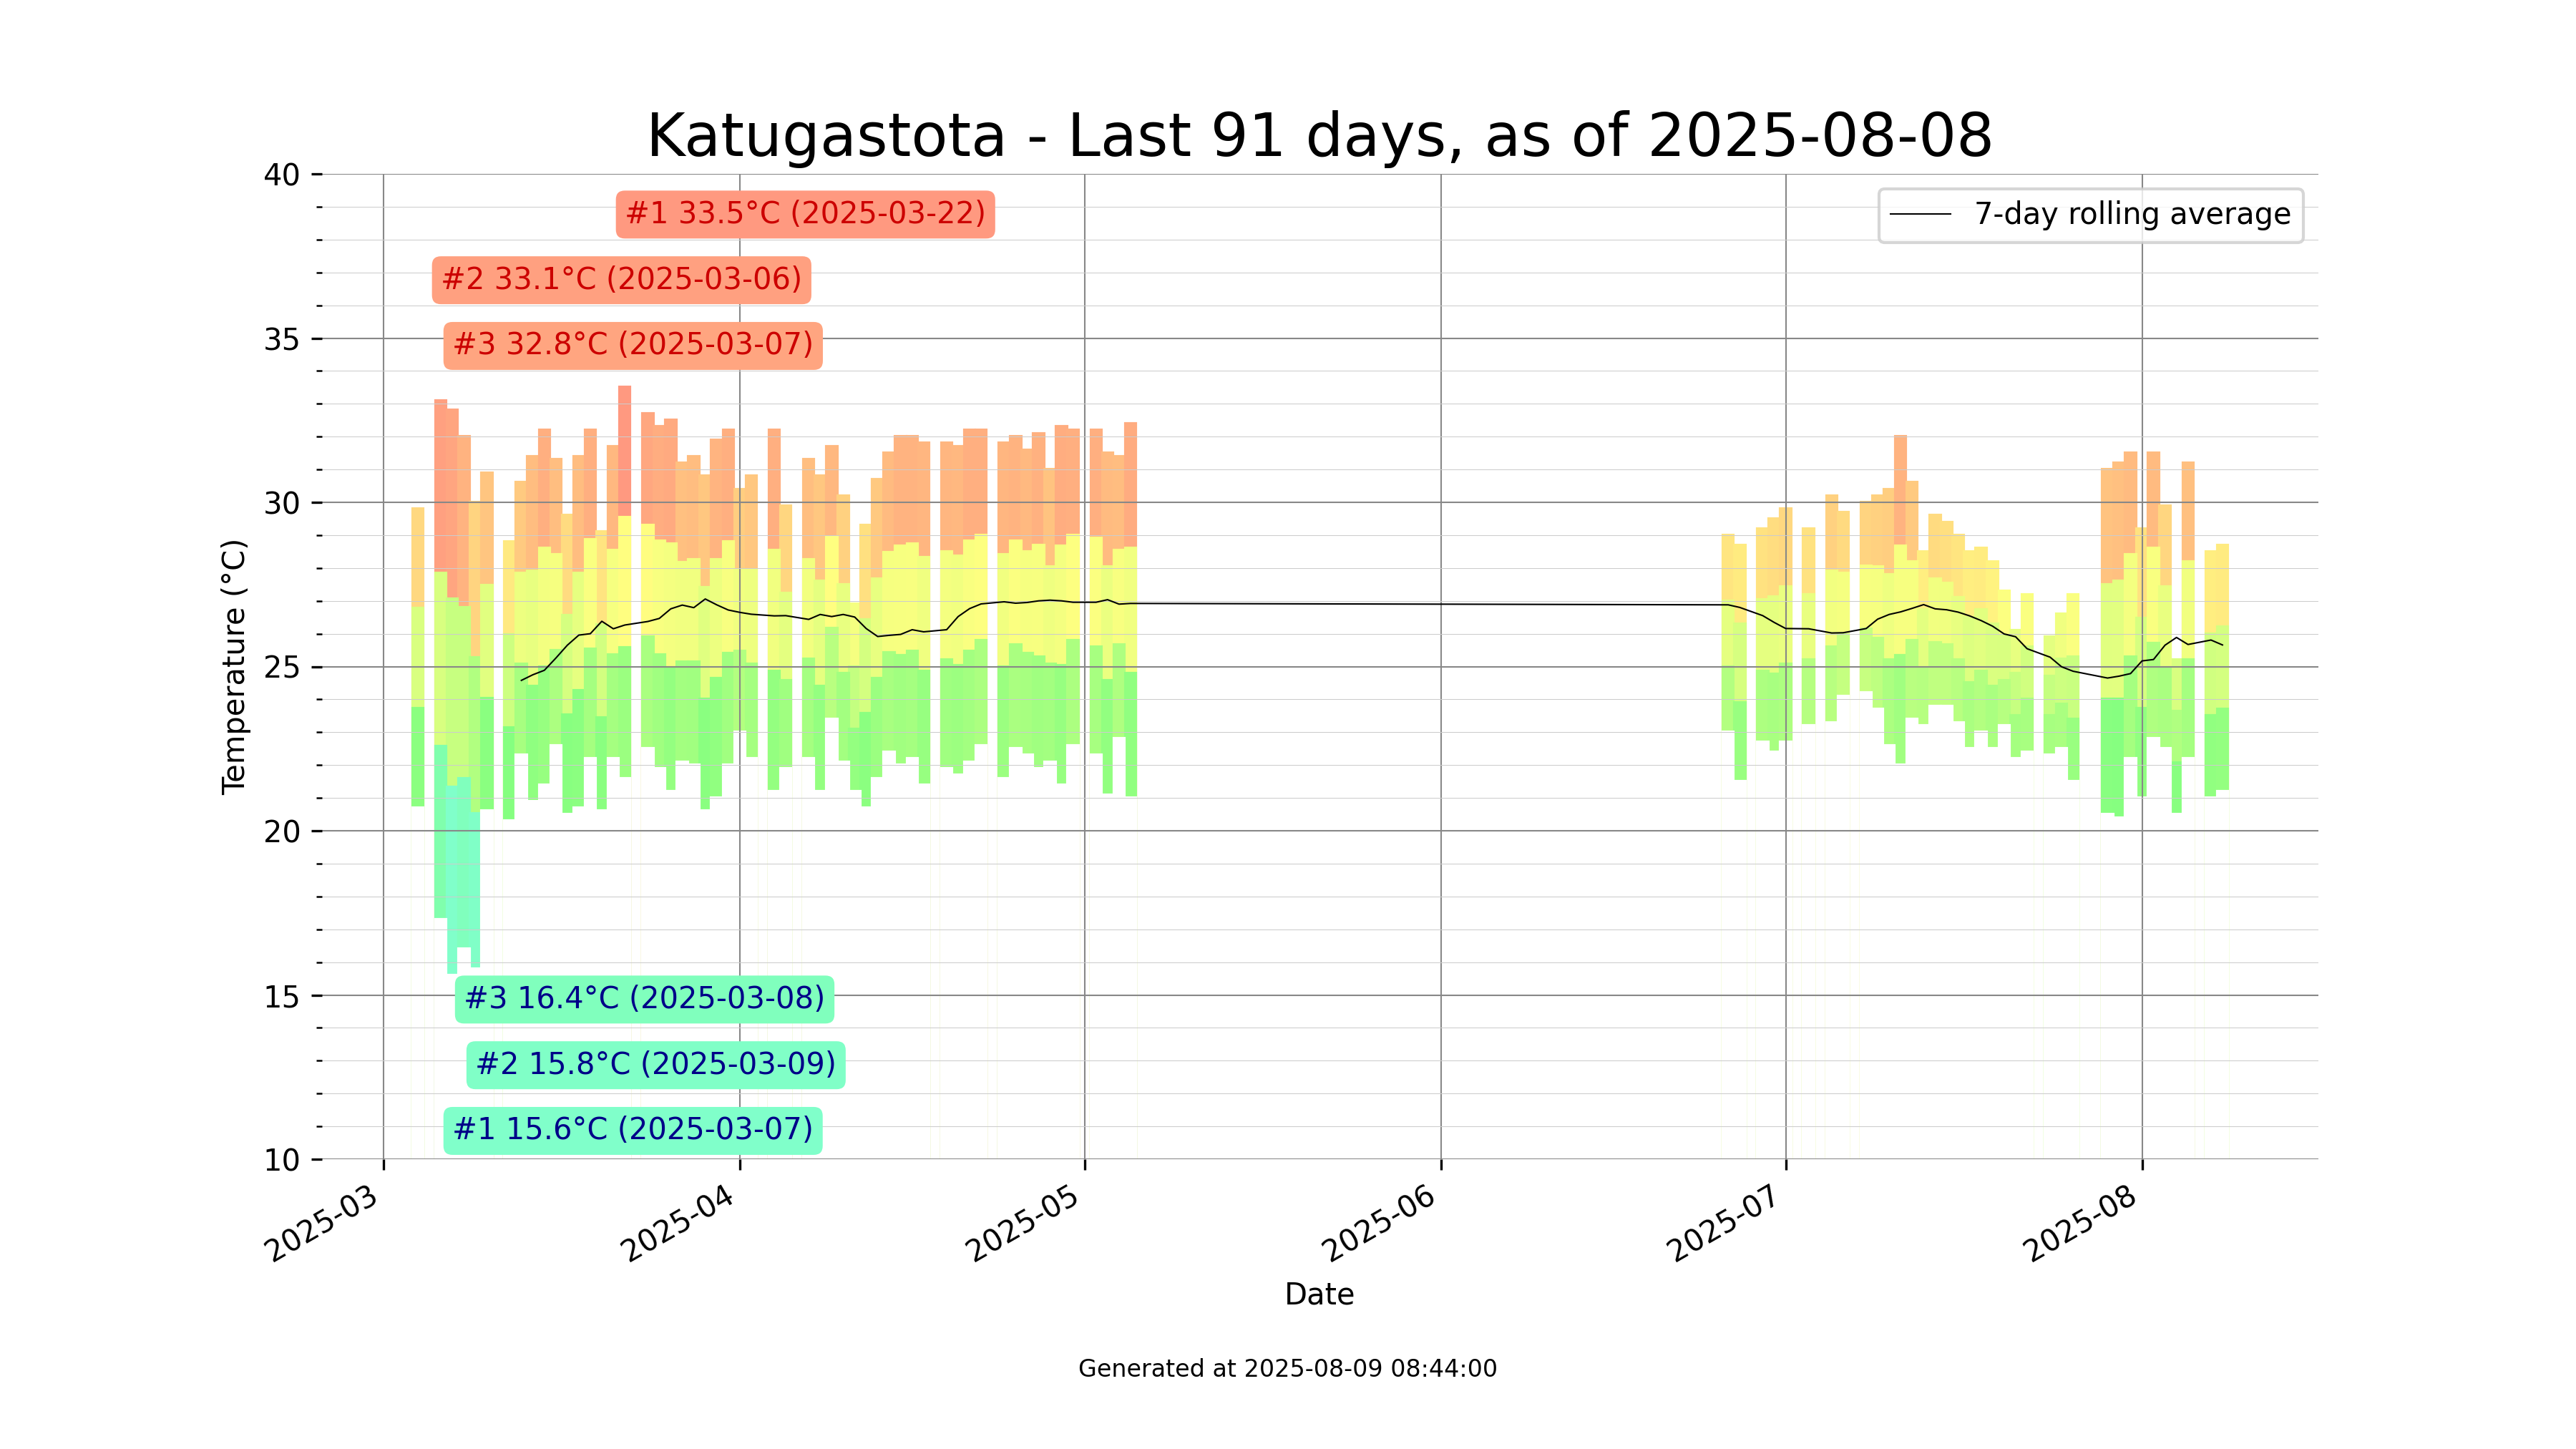 Katugastota - Last 91 days, as of 2025-08-08
40
35
30
25
20
15
10
Temperature (°C)
7-day rolling average
#1 33.5°C (2025-03-22)
#2 33.1°C (2025-03-06)
#3 32.8°C (2025-03-07)
#3 16.4°C (2025-03-08)
#2 15.8°C (2025-03-09)
#1 15.6°C (2025-03-07)
2025-03
2025-04
2025-05
2025-06
2025-07
2025-08
Date
Generated at 2025-08-09 08:44:00